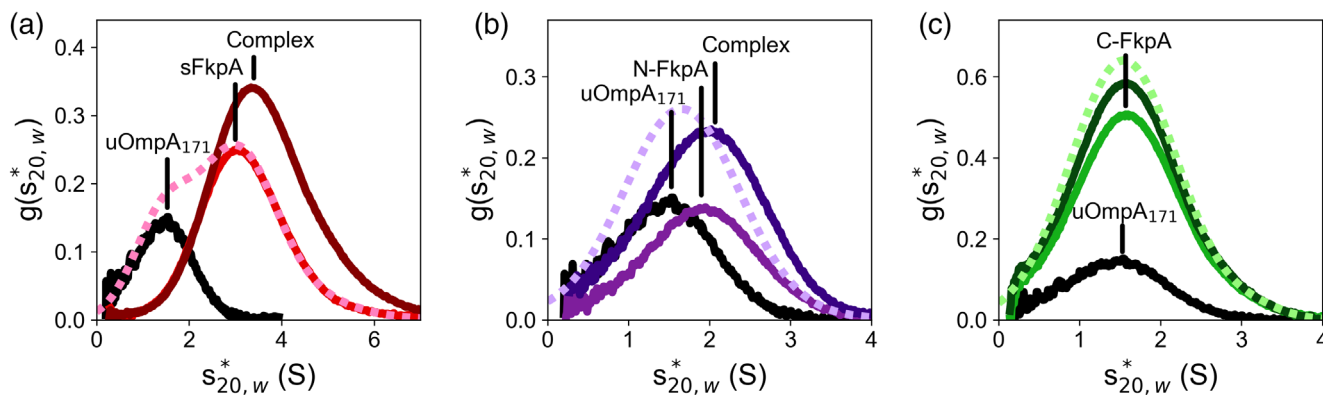 (a)
Complex
sFkpA
uOmpA171
g(s*20,w)
0.4
0.3
0.2
0.1
0.0
0 2 4 6
s*20,w (S)
(b)
Complex
N-FkpA
uOmpA171
g(s*20,w)
0.3
0.2
0.1
0.0
0 1 2 3 4
s*20,w (S)
(c)
C-FkpA
uOmpA171
g(s*20,w)
0.6
0.4
0.2
0.0
0 1 2 3 4
s*20,w (S)